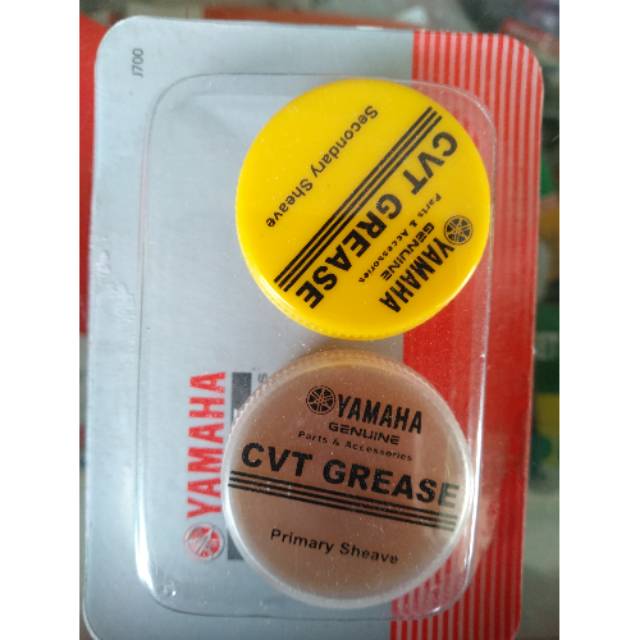 J700
YAMAHA
GENUINE
Parts & Accessories
CVT GREASE
Secondary Sheave
YAMAHA
GENUINE
Parts & Accessories
CVT GREASE
Primary Sheave
YAMAHA